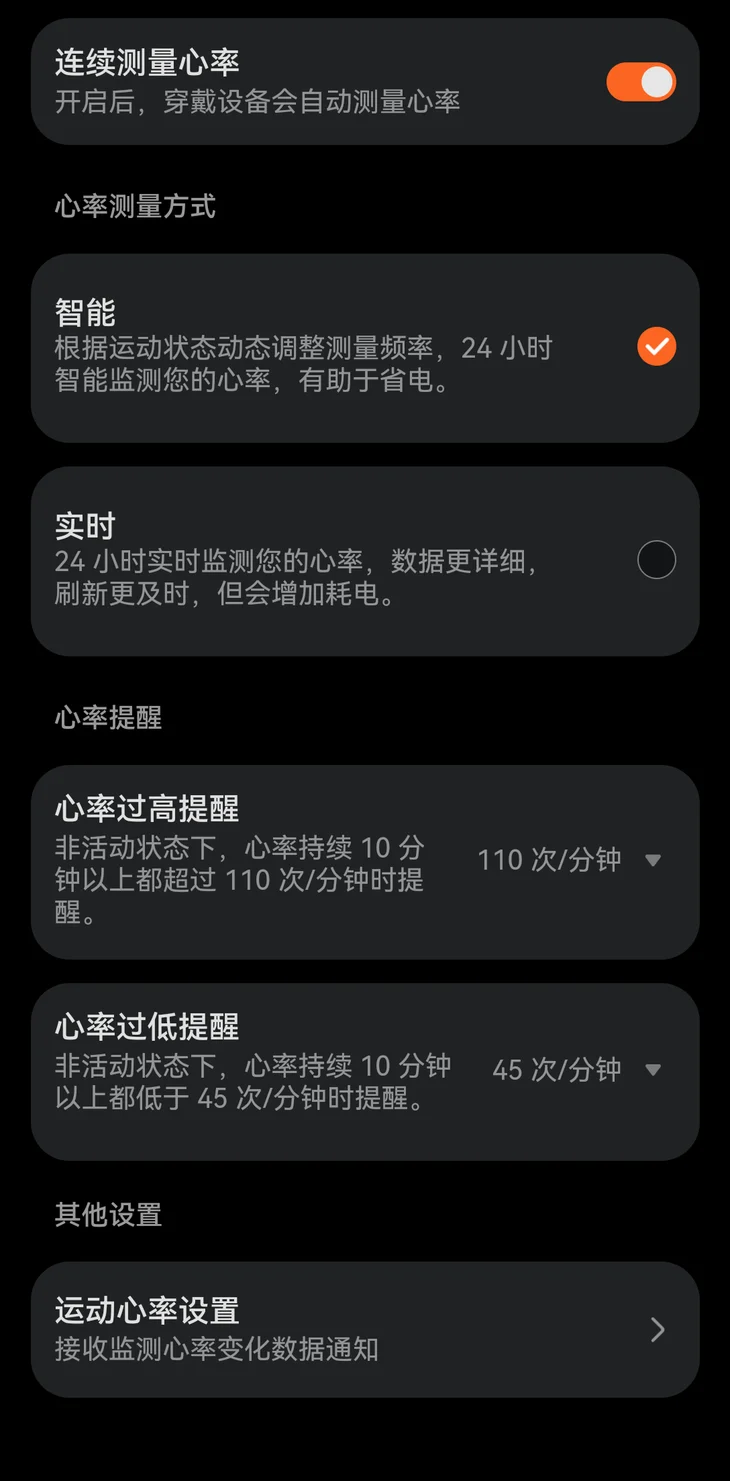 连续测量心率
开启后，穿戴设备会自动测量心率
心率测量方式
智能
根据运动状态动态调整测量频率，24 小时
智能监测您的心率，有助于省电。
实时
24 小时实时监测您的心率，数据更详细，
刷新更及时，但会增加耗电。
心率提醒
心率过高提醒
非活动状态下，心率持续 10 分
钟以上都超过 110 次/分钟时提
醒。
110 次/分钟
心率过低提醒
非活动状态下，心率持续 10 分钟
以上都低于 45 次/分钟时提醒。
45 次/分钟
其他设置
运动心率设置
接收监测心率变化数据通知